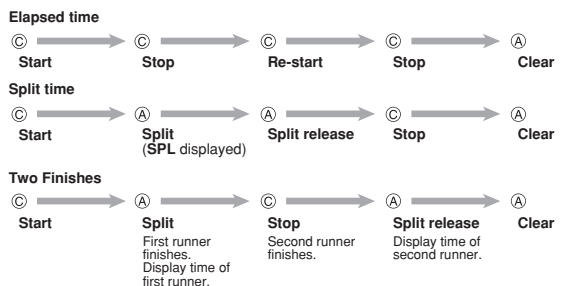 Elapsed time
Ⓒ Ⓒ Ⓒ Ⓒ Ⓐ
Start Stop Re-start Stop Clear
Split time
Ⓒ Ⓐ Ⓐ Ⓒ Ⓐ
Start Split Split release Stop Clear
(SPL displayed)
Two Finishes
Ⓒ Ⓐ Ⓒ Ⓐ Ⓐ
Start Split Stop Split release Clear
First runner Second runner Display time of
finishes. finishes. second runner.
Display time of
first runner.